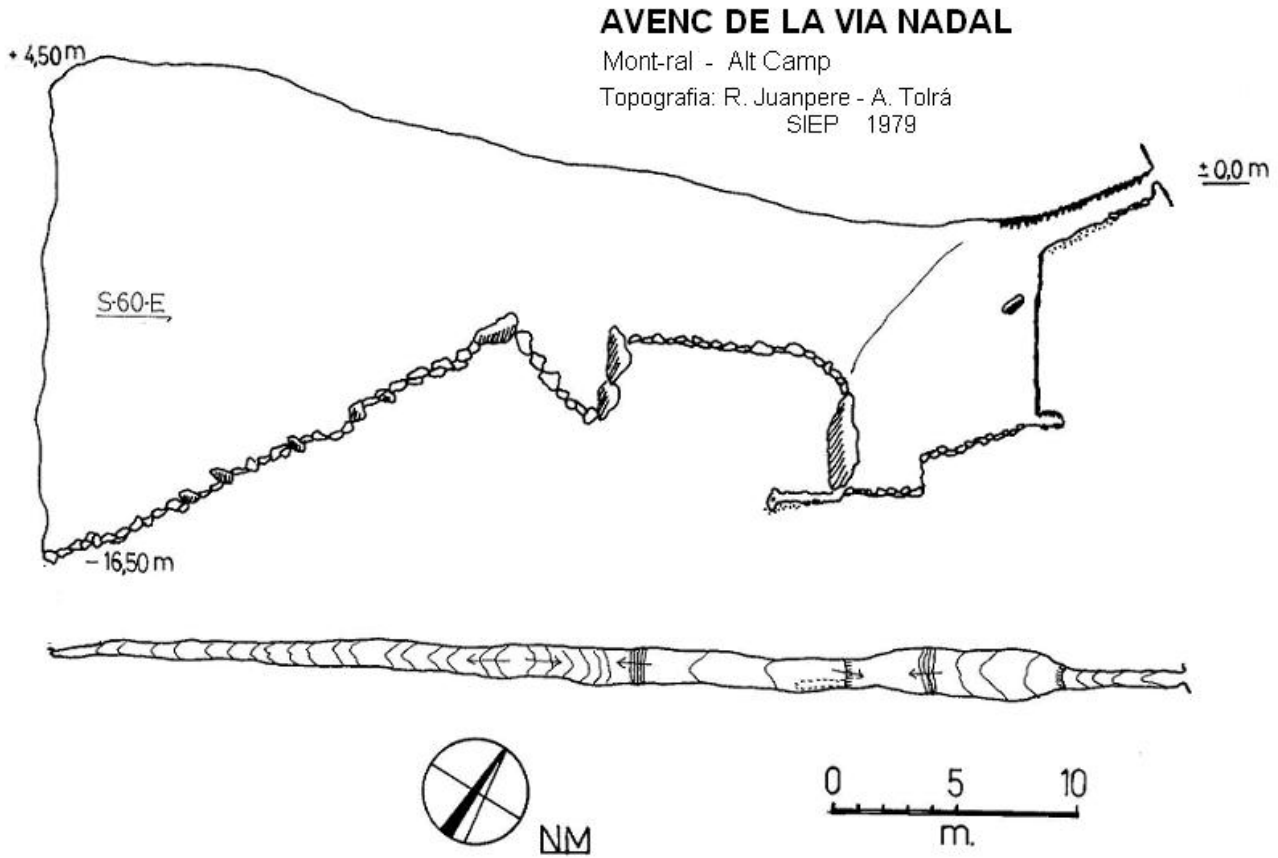 AVENC DE LA VIA NADAL
+ 4,50 m
Mont-ral - Alt Camp
Topografia: R. Juanpere - A. Tolrá
SIEP 1979
± 0,0 m
S-60-E
- 16,50 m
0 5 10
m.
NM